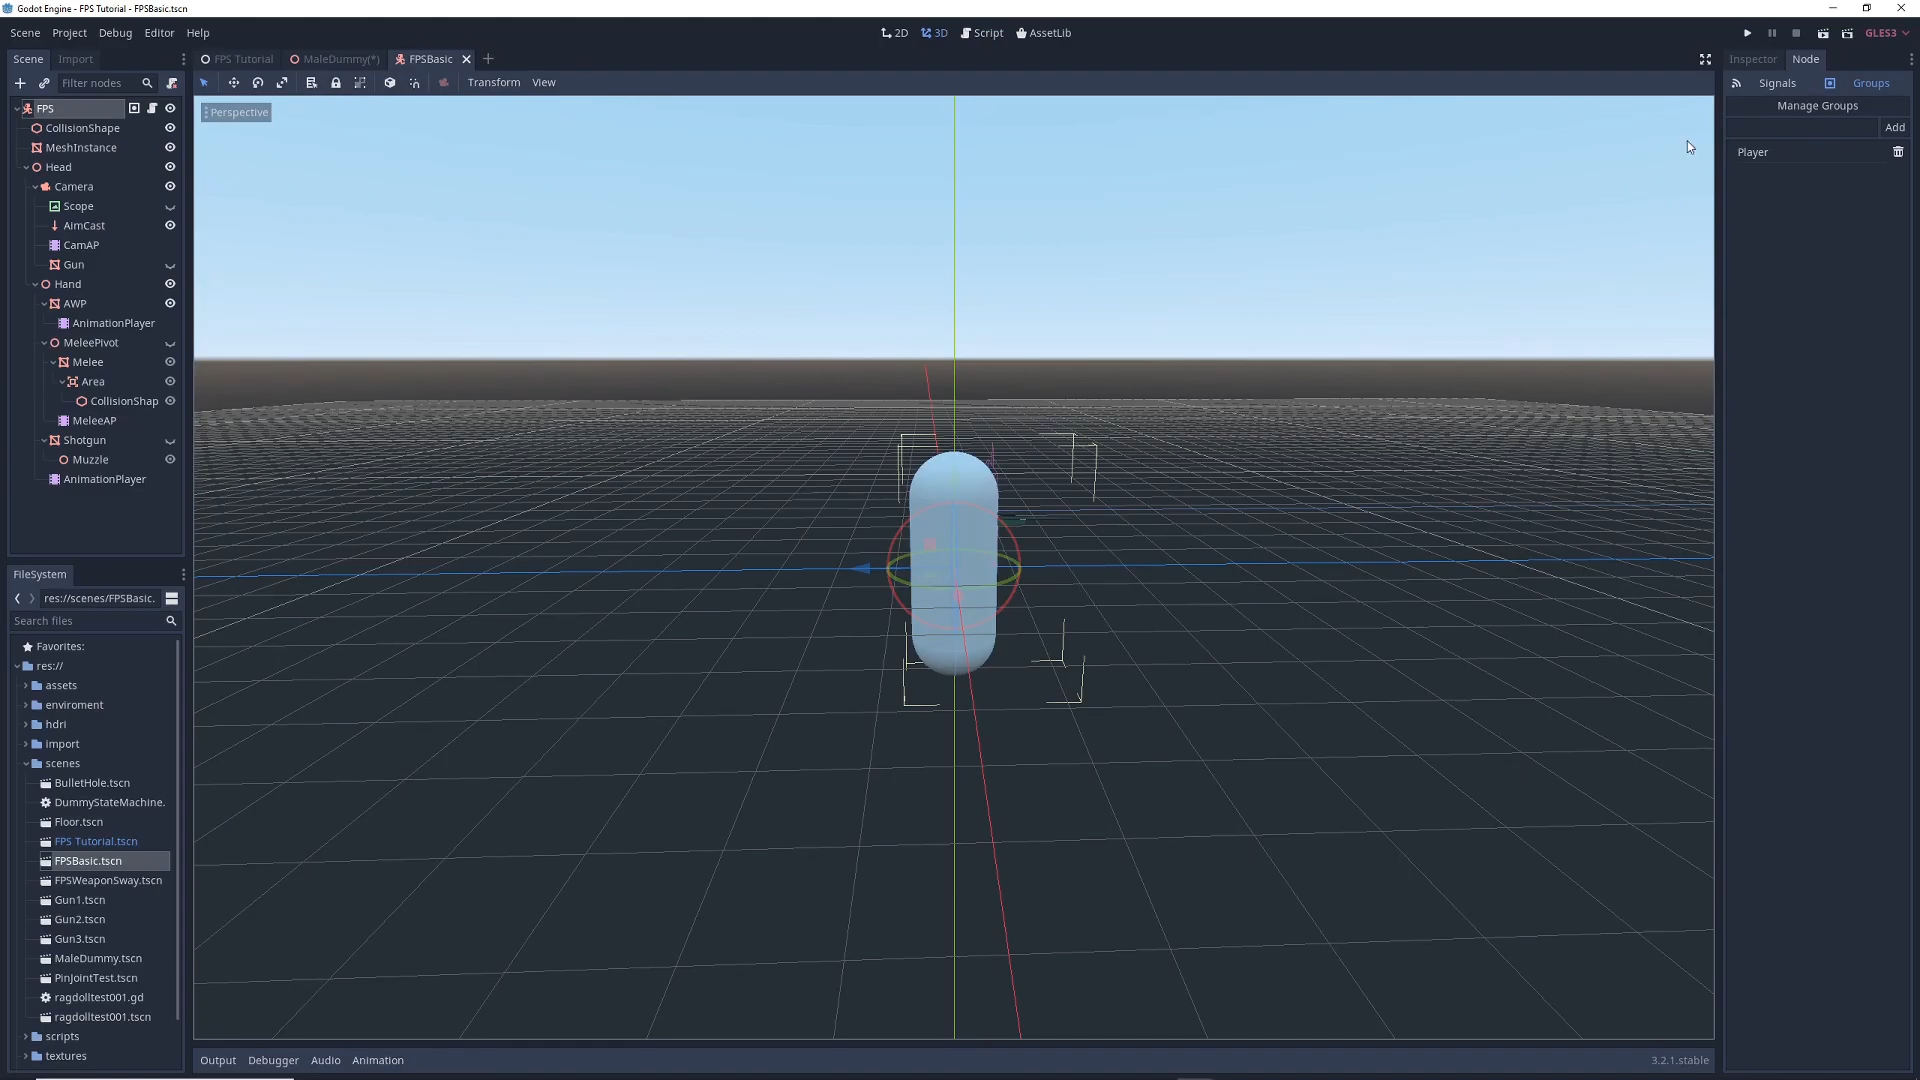 Godot Engine - FPS Tutorial - FPSBasic.tscn
Scene Project Debug Editor Help
2D 3D Script AssetLib
GLES3
Scene Import
FPS Tutorial MaleDummy(*) FPSBasic
Inspector Node
Filter nodes
Transform View
Signals Groups
Manage Groups
Add
Player
Perspective
FPS
CollisionShape
MeshInstance
Head
Camera
Scope
AimCast
CamAP
Gun
Hand
AWP
AnimationPlayer
MeleePivot
Melee
Area
CollisionShap
MeleeAP
Shotgun
Muzzle
AnimationPlayer
FileSystem
res://scenes/FPSBasic.
Search files
Favorites:
res://
assets
enviroment
hdri
import
scenes
BulletHole.tscn
DummyStateMachine.
Floor.tscn
FPS Tutorial.tscn
FPSBasic.tscn
FPSWeaponSway.tscn
Gun1.tscn
Gun2.tscn
Gun3.tscn
MaleDummy.tscn
PinJointTest.tscn
ragdolltest001.gd
ragdolltest001.tscn
scripts
textures
Output Debugger Audio Animation
3.2.1.stable